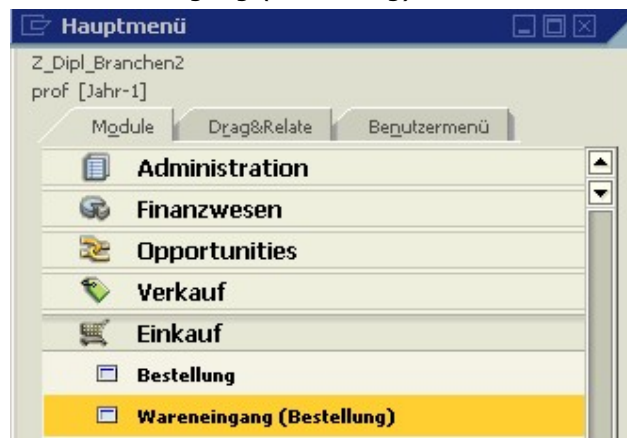 Hauptmenü
Z_Dipl_Branchen2
prof [Jahr-1]
Module Drag&Relate Benutzermenü
Administration
Finanzwesen
Opportunities
Verkauf
Einkauf
Bestellung
Wareneingang (Bestellung)